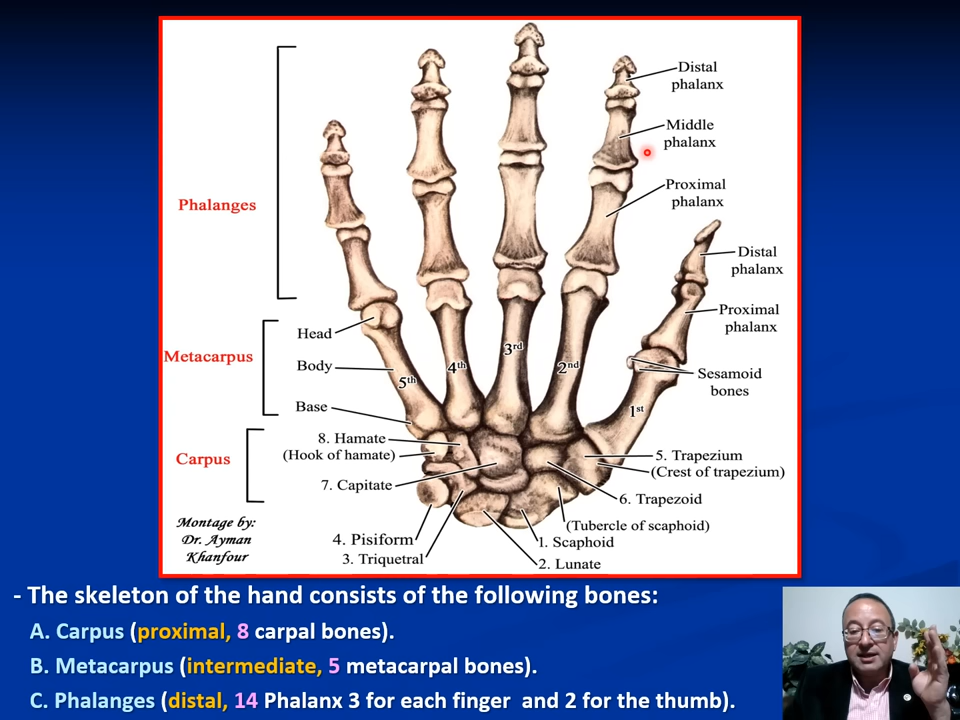 Distal
phalanx
Middle
phalanx
Proximal
phalanx
Phalanges
Distal
phalanx
Proximal
phalanx
Head
Metacarpus
Body
Base
5th
4th
3rd
2nd
1st
Sesamoid
bones
8. Hamate
(Hook of hamate)
Carpus
7. Capitate
5. Trapezium
(Crest of trapezium)
6. Trapezoid
(Tubercle of scaphoid)
4. Pisiform
3. Triquetral
1. Scaphoid
2. Lunate
Montage by:
Dr. Ayman
Khanfour
- The skeleton of the hand consists of the following bones:
A. Carpus (proximal, 8 carpal bones).
B. Metacarpus (intermediate, 5 metacarpal bones).
C. Phalanges (distal, 14 Phalanx 3 for each finger and 2 for the thumb).